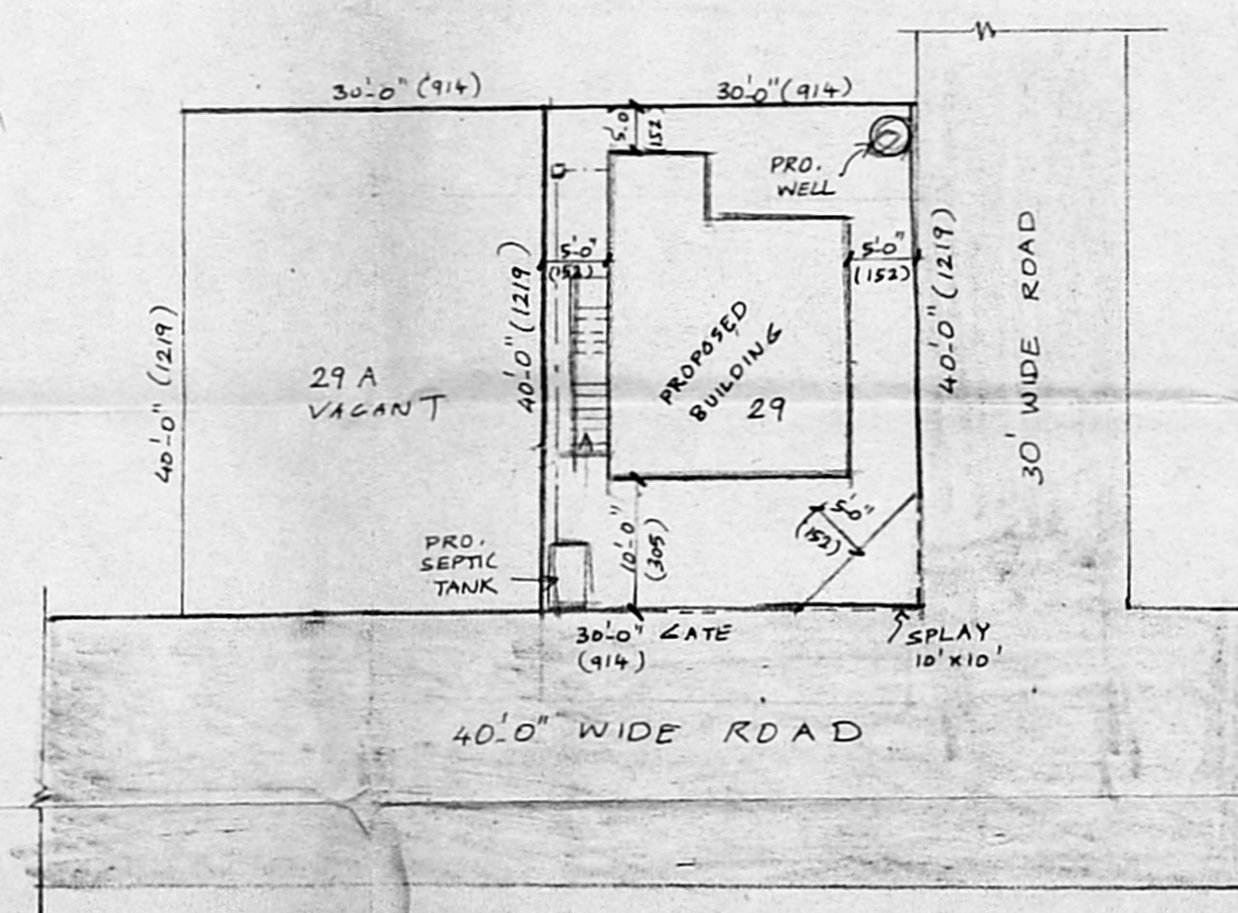 30'-0" (914)
30'-0" (914)
5'-0"
(152)
PRO.
WELL
5'-0"
(152)
5'-0"
(152)
40'-0" (1219)
40'-0" (1219)
40'-0" (1219)
30' WIDE ROAD
29 A
VACANT
PROPOSED
BUILDING
29
A
PRO.
SEPTIC
TANK
10'-0"
(305)
5'-0"
(152)
30'-0"
(914)
GATE
SPLAY
10' x 10'
40'-0" WIDE ROAD